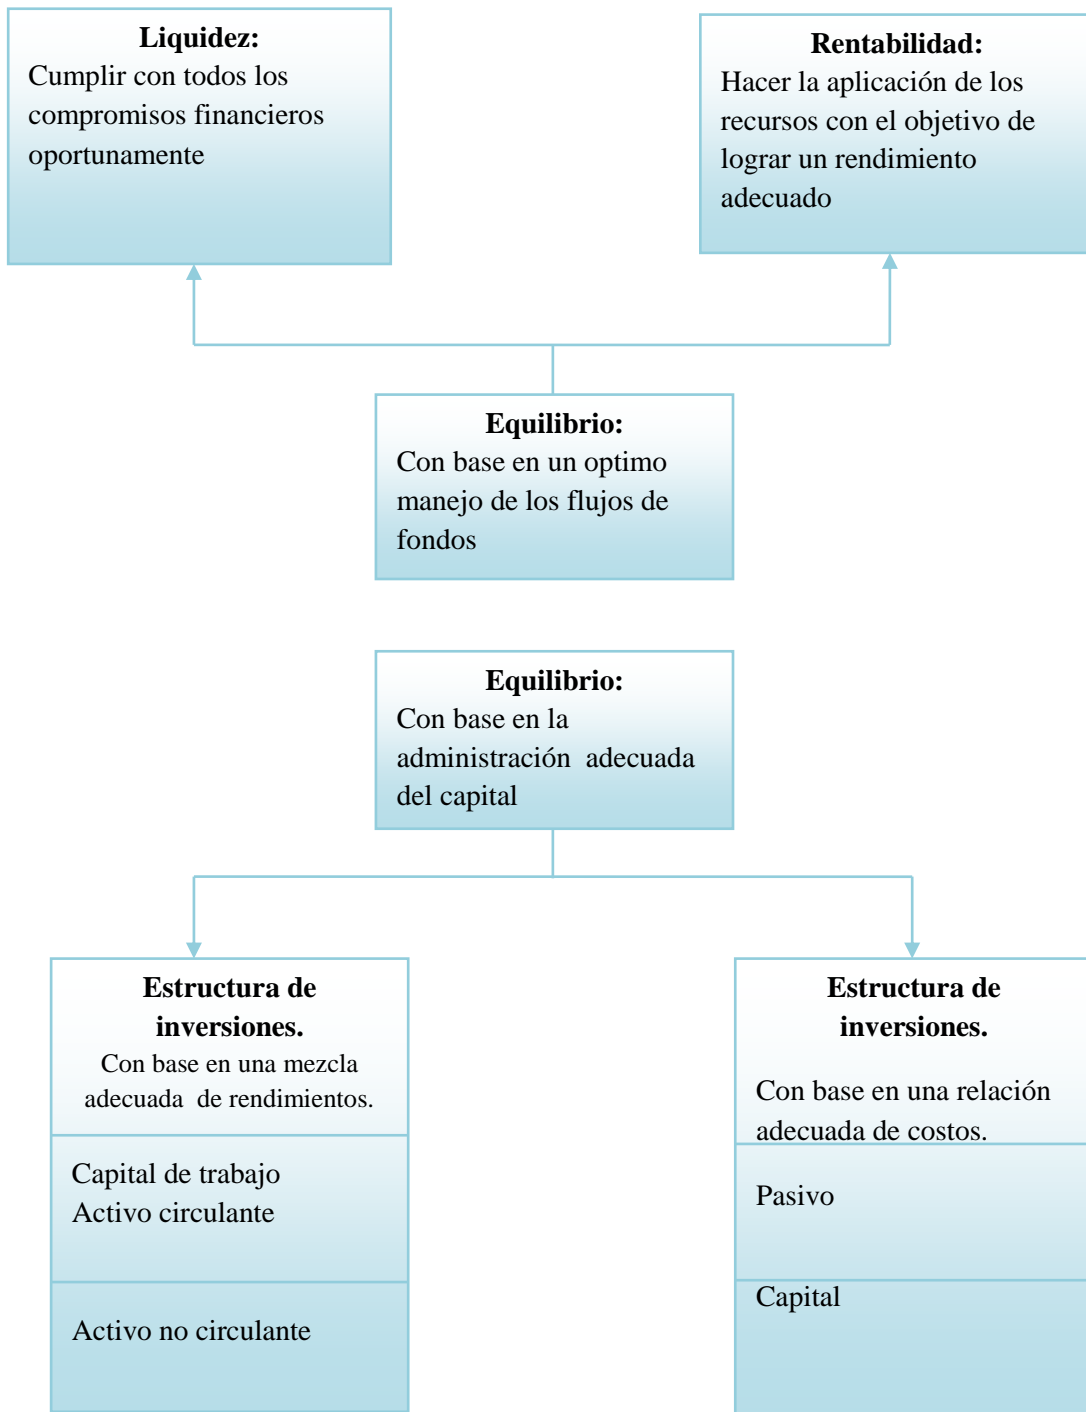 Liquidez:
Cumplir con todos los
compromisos financieros
oportunamente
Rentabilidad:
Hacer la aplicación de los
recursos con el objetivo de
lograr un rendimiento
adecuado
Equilibrio:
Con base en un optimo
manejo de los flujos de
fondos
Equilibrio:
Con base en la
administración  adecuada
del capital
Estructura de
inversiones.
Con base en una mezcla
adecuada  de rendimientos.
Capital de trabajo
Activo circulante
Activo no circulante
Estructura de
inversiones.
Con base en una relación
adecuada de costos.
Pasivo
Capital